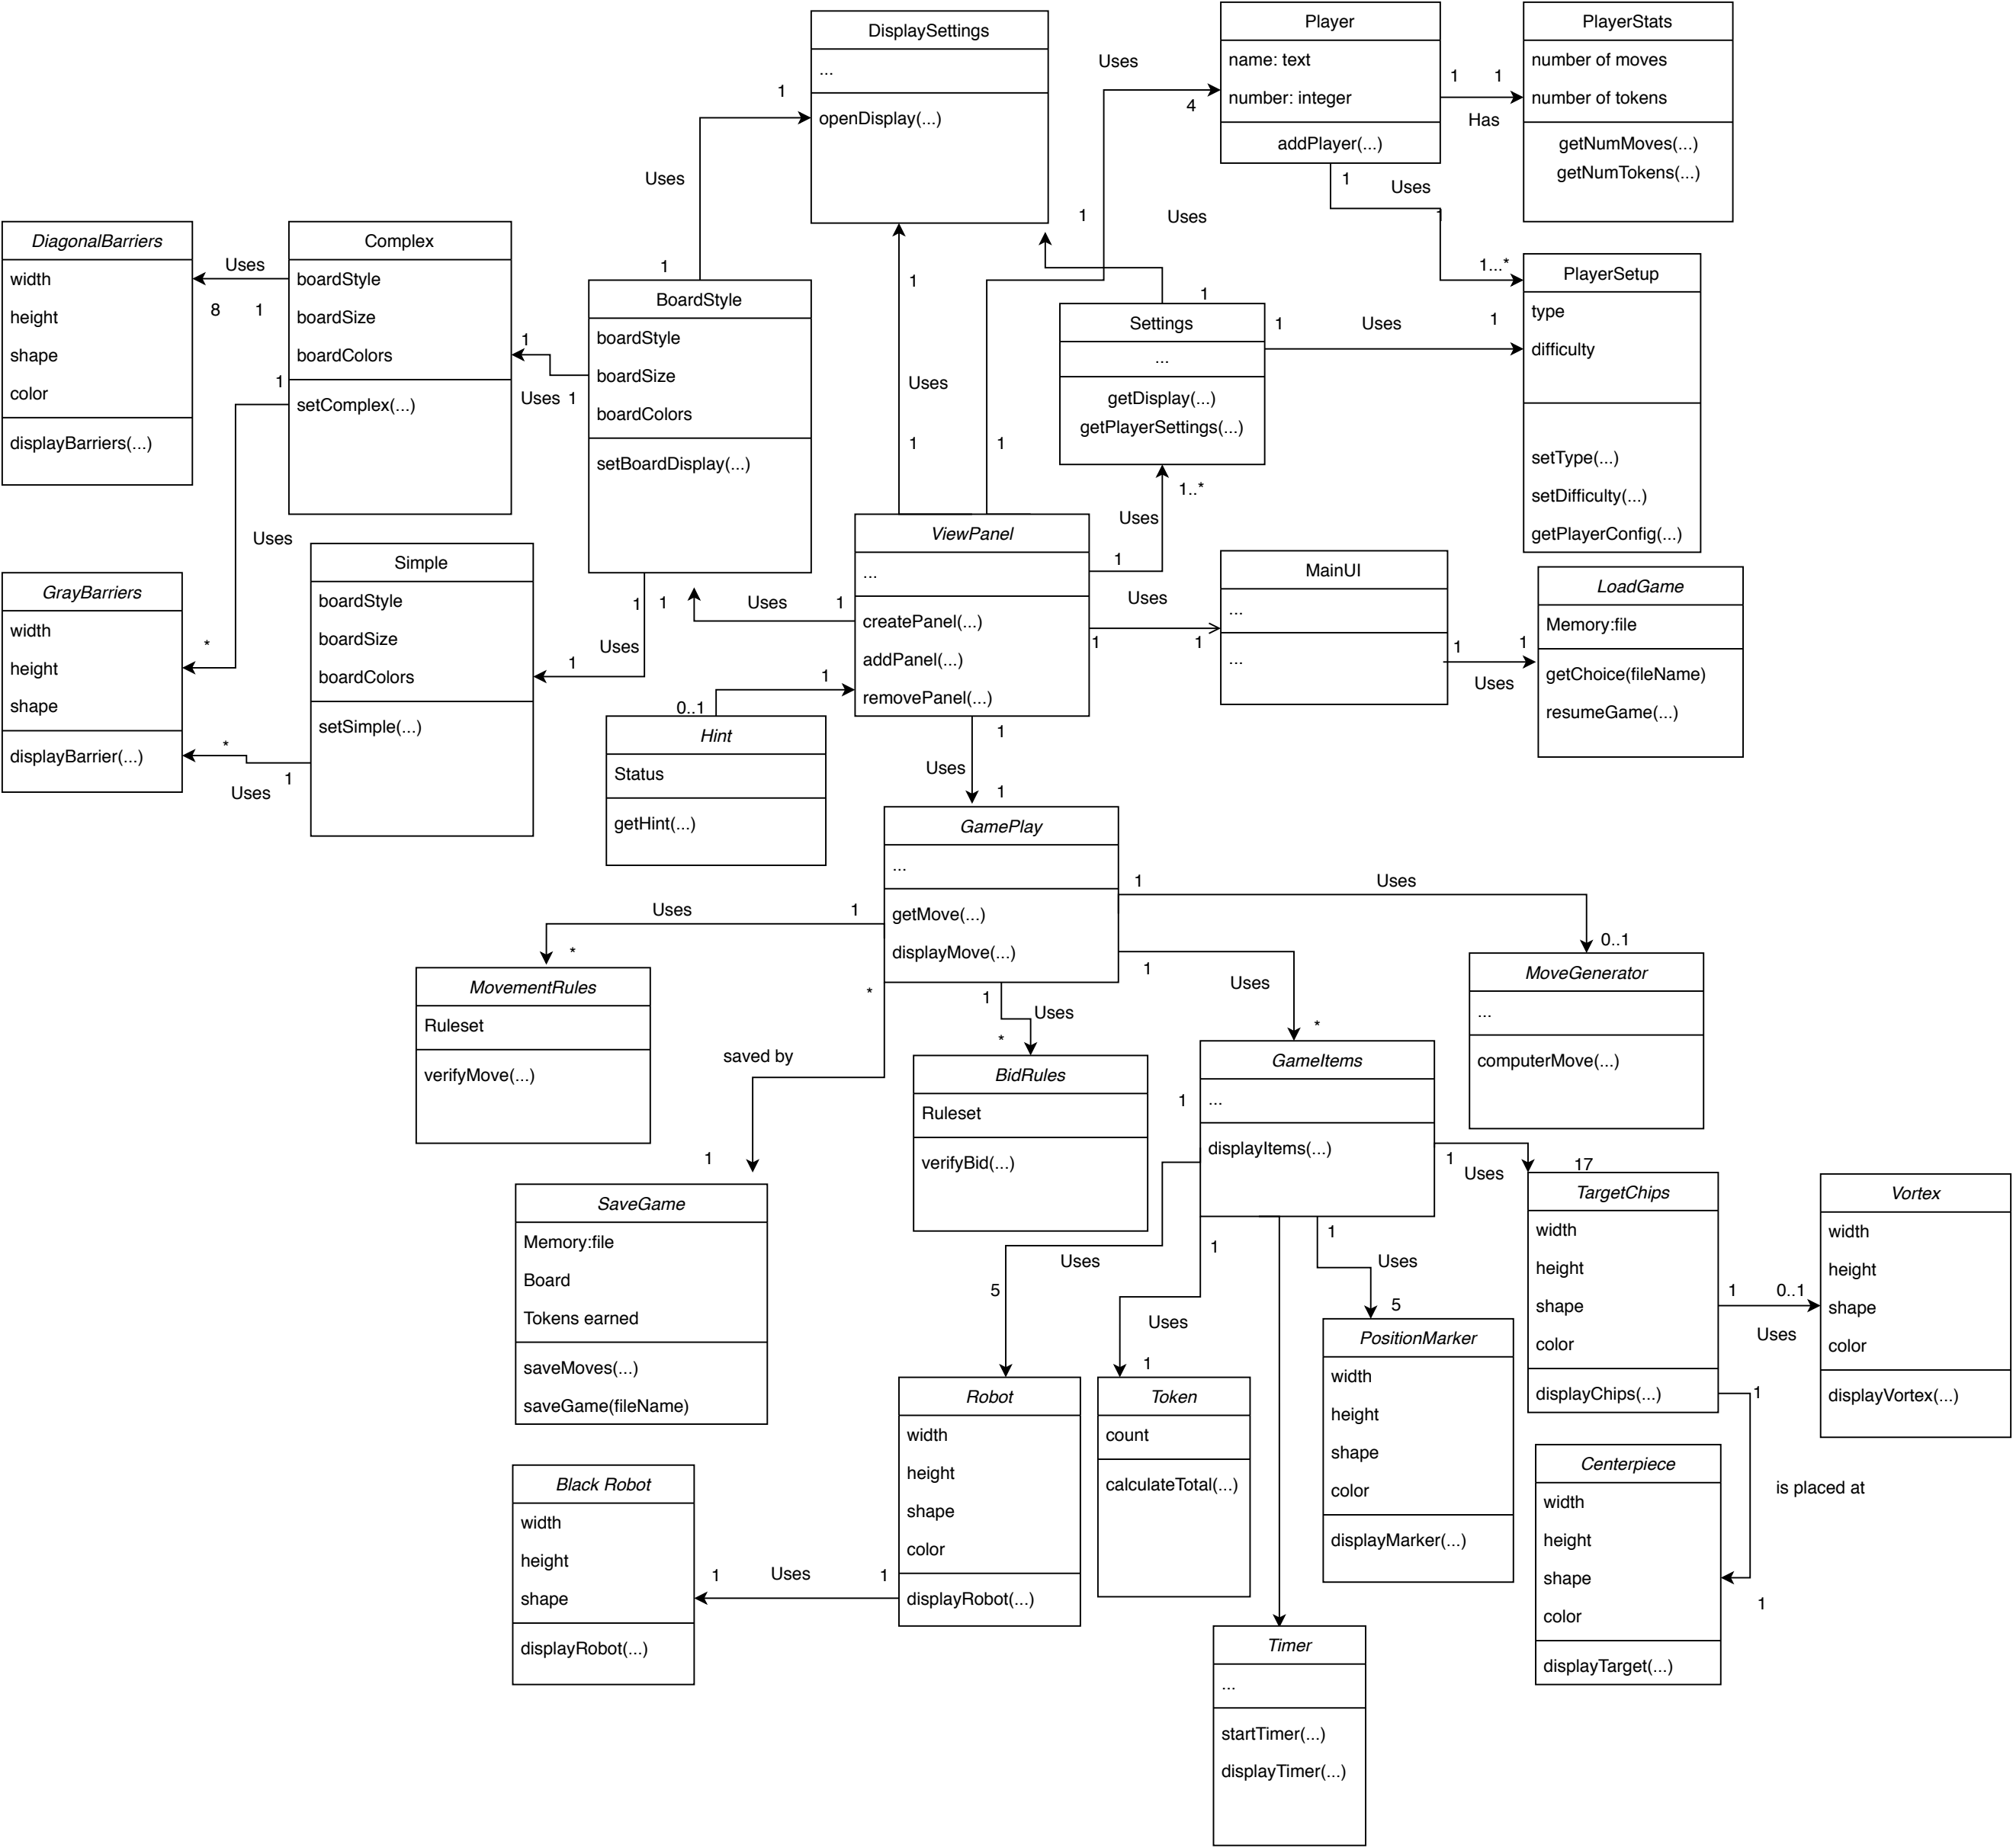 DisplaySettings
...
openDisplay(...)
Player
name: text
number: integer
addPlayer(...)
PlayerStats
number of moves
number of tokens
getNumMoves(...)
getNumTokens(...)
Uses
4
1
1
1
Has
1
Uses
1
1...*
1
Uses
1
Uses
1
1
Uses
1
DiagonalBarriers
width
height
shape
color
displayBarriers(...)
Uses
8
1
Complex
boardStyle
boardSize
boardColors
setComplex(...)
1
Uses
*
1
Uses
1
BoardStyle
boardStyle
boardSize
boardColors
setBoardDisplay(...)
1
Uses
1
1
Settings
...
getDisplay(...)
getPlayerSettings(...)
1
Uses
1
PlayerSetup
type
difficulty
setType(...)
setDifficulty(...)
getPlayerConfig(...)
1..*
Uses
1
GrayBarriers
width
height
shape
displayBarrier(...)
*
Uses
1
Simple
boardStyle
boardSize
boardColors
setSimple(...)
1
1
Uses
1
Uses
1
ViewPanel
...
createPanel(...)
addPanel(...)
removePanel(...)
Uses
1
1
MainUI
...
...
1
1
Uses
LoadGame
Memory:file
getChoice(fileName)
resumeGame(...)
1
0..1
Hint
Status
getHint(...)
1
Uses
1
GamePlay
...
getMove(...)
displayMove(...)
Uses
1
*
1
Uses
0..1
MovementRules
Ruleset
verifyMove(...)
*
saved by
1
1
Uses
*
1
Uses
*
BidRules
Ruleset
verifyBid(...)
GameItems
...
displayItems(...)
MoveGenerator
...
computerMove(...)
1
1
Uses
17
SaveGame
Memory:file
Board
Tokens earned
saveMoves(...)
saveGame(fileName)
Uses
5
1
Uses
1
1
Uses
5
TargetChips
width
height
shape
color
displayChips(...)
1
0..1
Uses
Vortex
width
height
shape
color
displayVortex(...)
1
is placed at
1
Robot
width
height
shape
color
displayRobot(...)
Token
count
calculateTotal(...)
PositionMarker
width
height
shape
color
displayMarker(...)
Centerpiece
width
height
shape
color
displayTarget(...)
Black Robot
width
height
shape
displayRobot(...)
1
Uses
1
Timer
...
startTimer(...)
displayTimer(...)